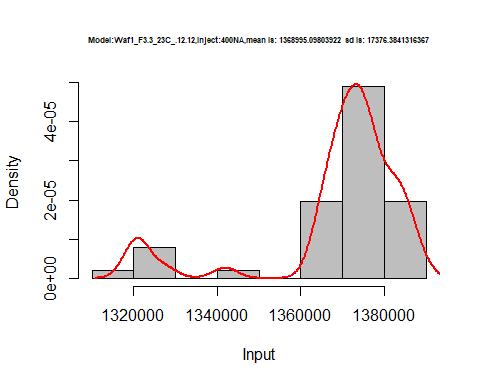 Model:Waf1_F3.3_23C_.12.12,Inject:400NA,mean is: 1368995.09803922 sd is: 17376.3841316367
4e-05
2e-05
0e+00
Density
1320000 1340000 1360000 1380000
Input